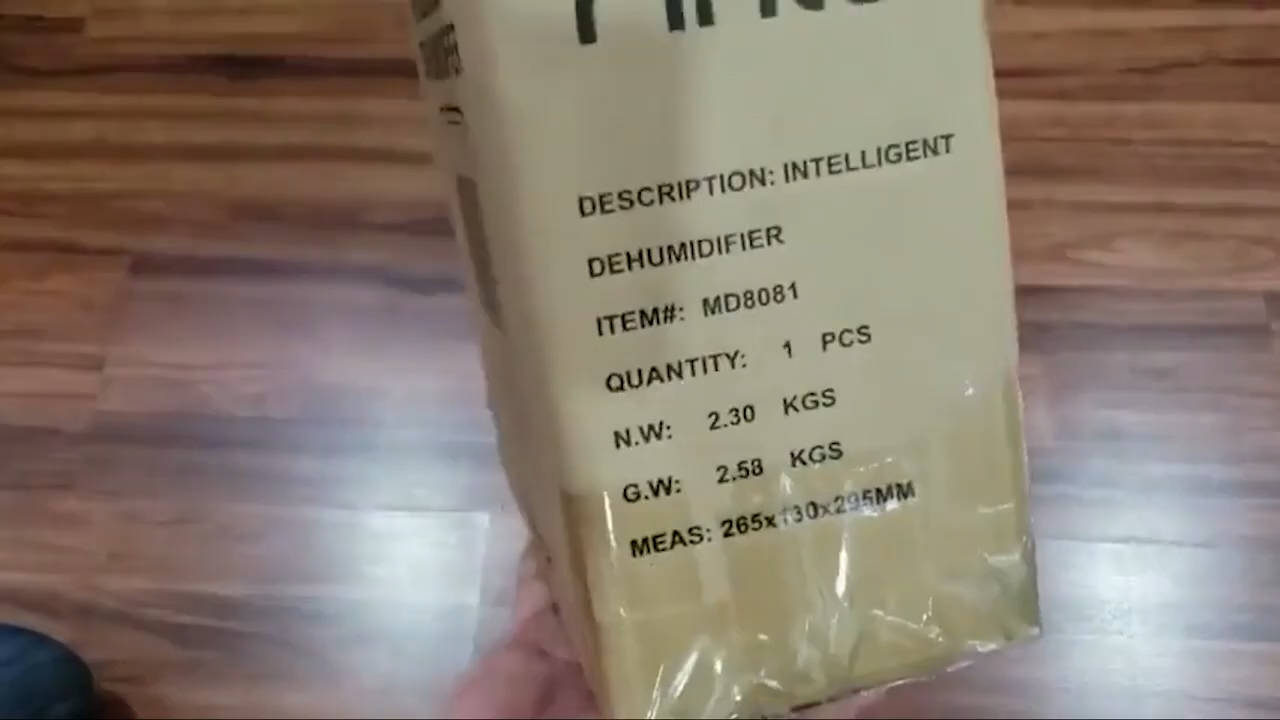 DESCRIPTION: INTELLIGENT
DEHUMIDIFIER
ITEM#: MD8081
QUANTITY: 1 PCS
N.W: 2.30 KGS
G.W: 2.58 KGS
MEAS: 265x130x295MM